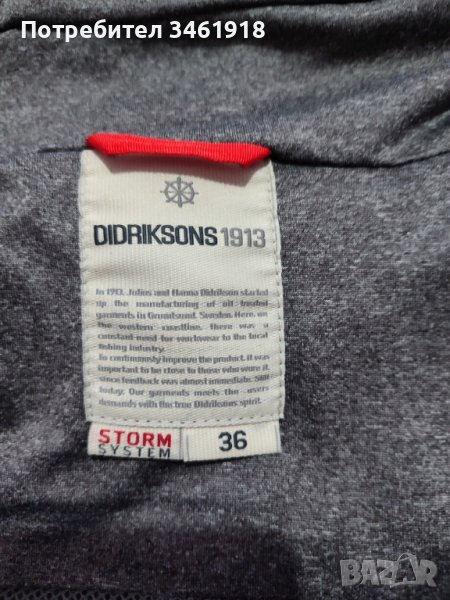 Потребител 3461918
DIDRIKSONS 1913
In 1913, Julius and Hanna Didrikson started
up the manufacturing of oil treated
garments in Grundsund, Sweden. Here, on
the western coastline, there was a
constant need for workwear to the local
fishing industry.
To continuously improve the product, it was
important to be close to those who wore it,
since feedback was almost immediate. Still
today. Our garments meets the users
demands with the true Didriksons spirit.
STORM 36
SYSTEM
BAZAR